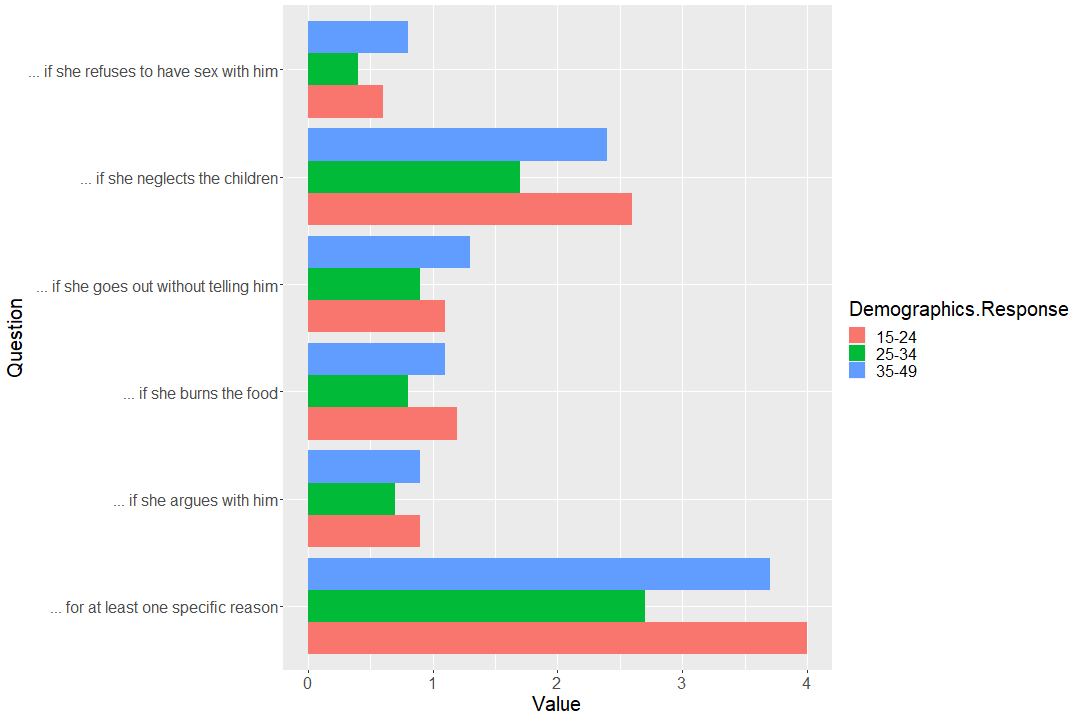 ... if she refuses to have sex with him
... if she neglects the children
... if she goes out without telling him
... if she burns the food
... if she argues with him
... for at least one specific reason
Question
0 1 2 3 4
Value
Demographics.Response
15-24
25-34
35-49